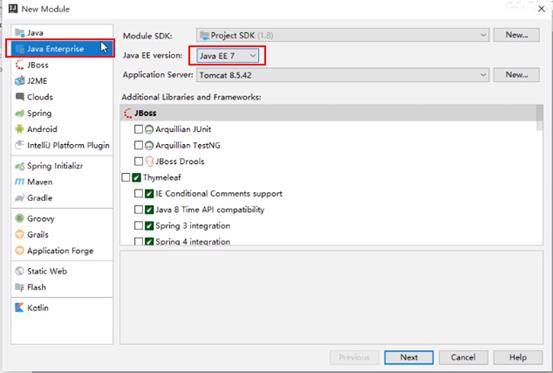 New Module
Java
Java Enterprise
JBoss
J2ME
Clouds
Spring
Android
IntelliJ Platform Plugin
Spring Initializr
Maven
Gradle
Groovy
Grails
Application Forge
Static Web
Flash
Kotlin
Module SDK: Project SDK (1.8) New...
Java EE version: Java EE 7
Application Server: Tomcat 8.5.42 New...
Additional Libraries and Frameworks:
JBoss
Arquillian JUnit
Arquillian TestNG
JBoss Drools
Thymeleaf
IE Conditional Comments support
Java 8 Time API compatibility
Spring 3 integration
Spring 4 integration
Previous Next Cancel Help